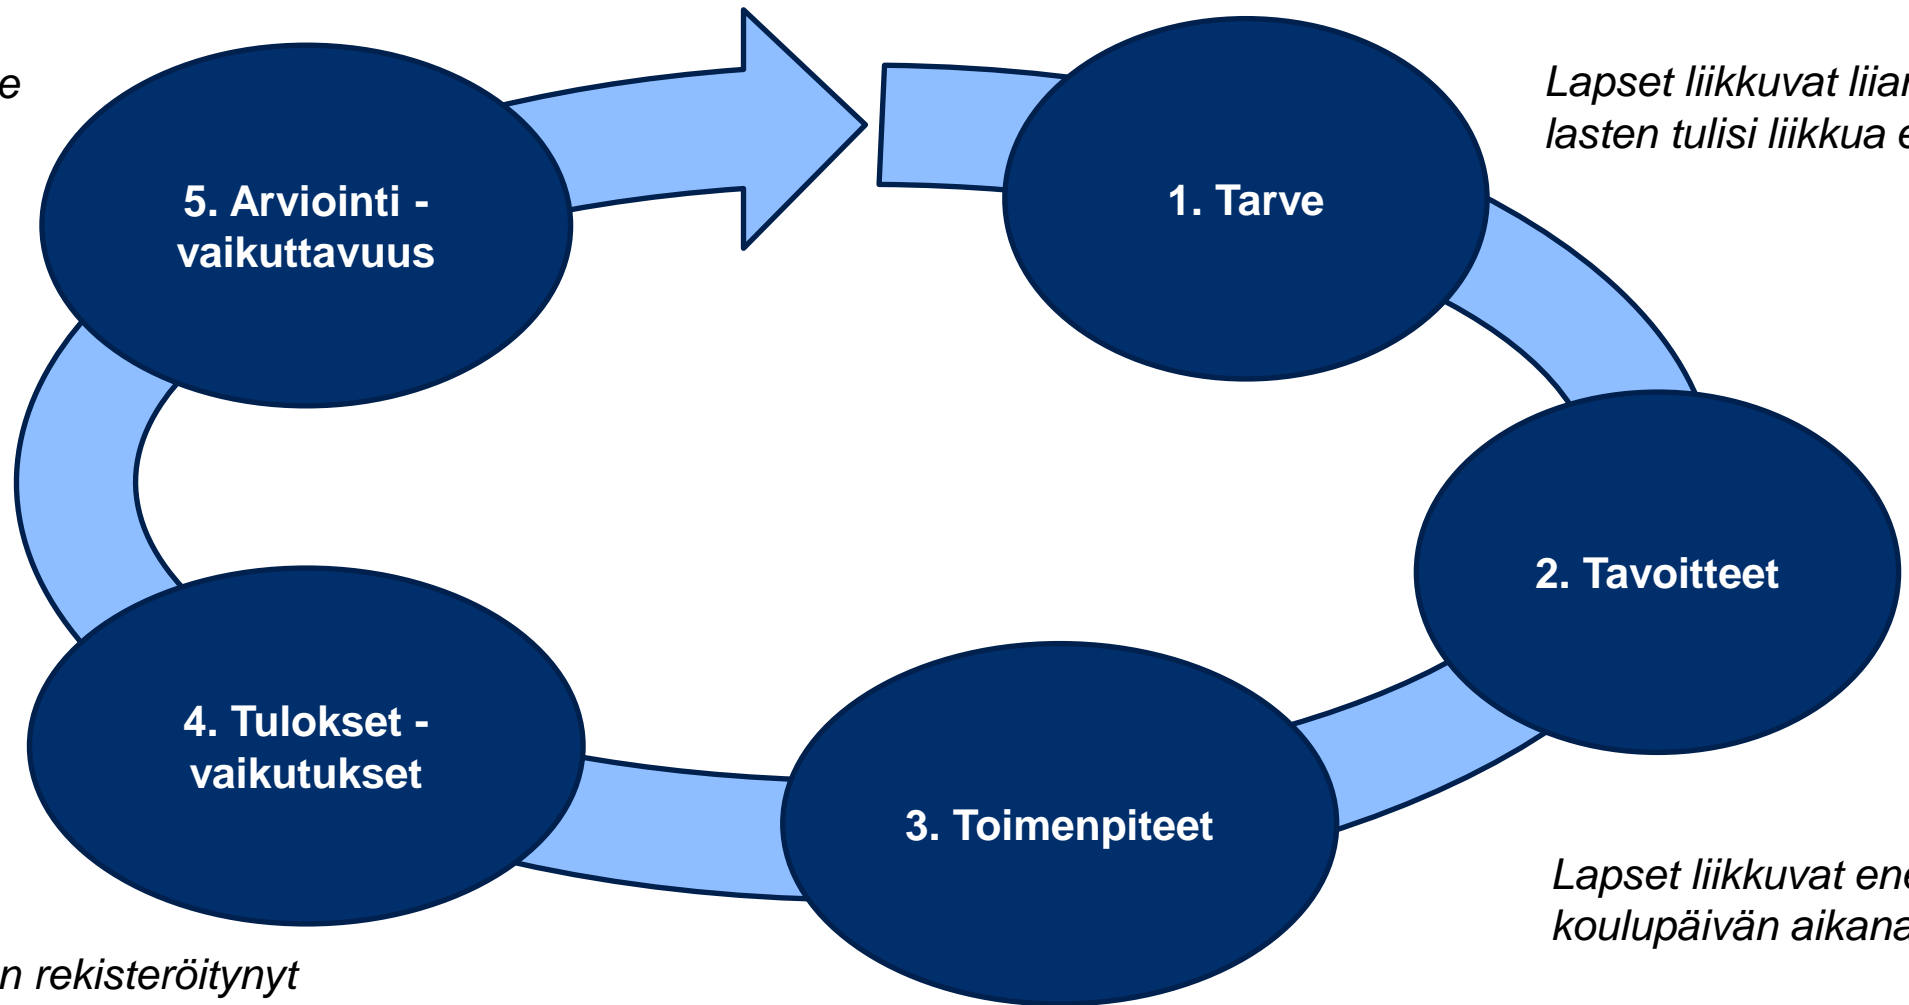 e
Lapset liikkuvat liian
lasten tulisi liikkua e
5. Arviointi -
vaikuttavuus
1. Tarve
2. Tavoitteet
4. Tulokset -
vaikutukset
3. Toimenpiteet
Lapset liikkuvat ene
koulupäivän aikana
n rekisteröitynyt